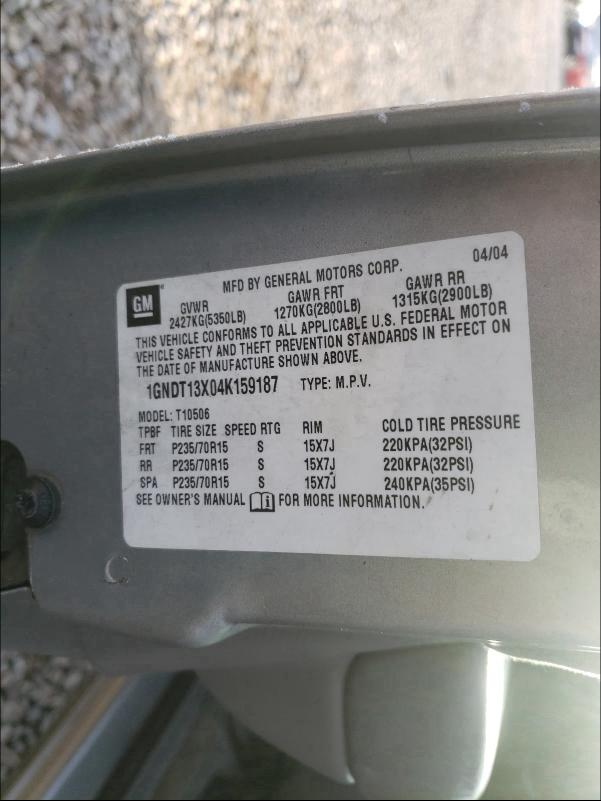 MFD BY GENERAL MOTORS CORP. 04/04
GM
GVWR GAWR FRT GAWR RR
2427KG(5350LB) 1270KG(2800LB) 1315KG(2900LB)
THIS VEHICLE CONFORMS TO ALL APPLICABLE U.S. FEDERAL MOTOR
VEHICLE SAFETY AND THEFT PREVENTION STANDARDS IN EFFECT ON
THE DATE OF MANUFACTURE SHOWN ABOVE.
1GNDT13X04K159187 TYPE: M.P.V.
MODEL: T10506
TPBF TIRE SIZE SPEED RTG RIM COLD TIRE PRESSURE
FRT P235/70R15 S 15X7J 220KPA(32PSI)
RR P235/70R15 S 15X7J 220KPA(32PSI)
SPA P235/70R15 S 15X7J 240KPA(35PSI)
SEE OWNER'S MANUAL FOR MORE INFORMATION.